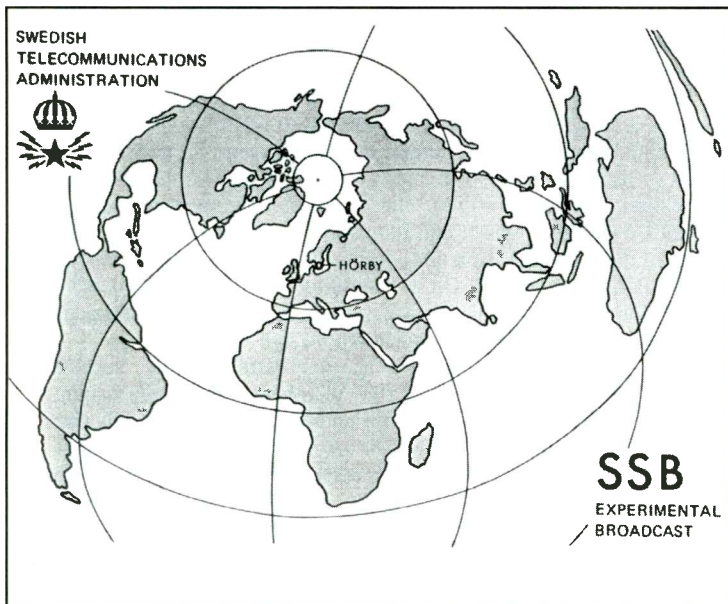 SWEDISH
TELECOMMUNICATIONS
ADMINISTRATION
HÖRBY
SSB
EXPERIMENTAL
BROADCAST